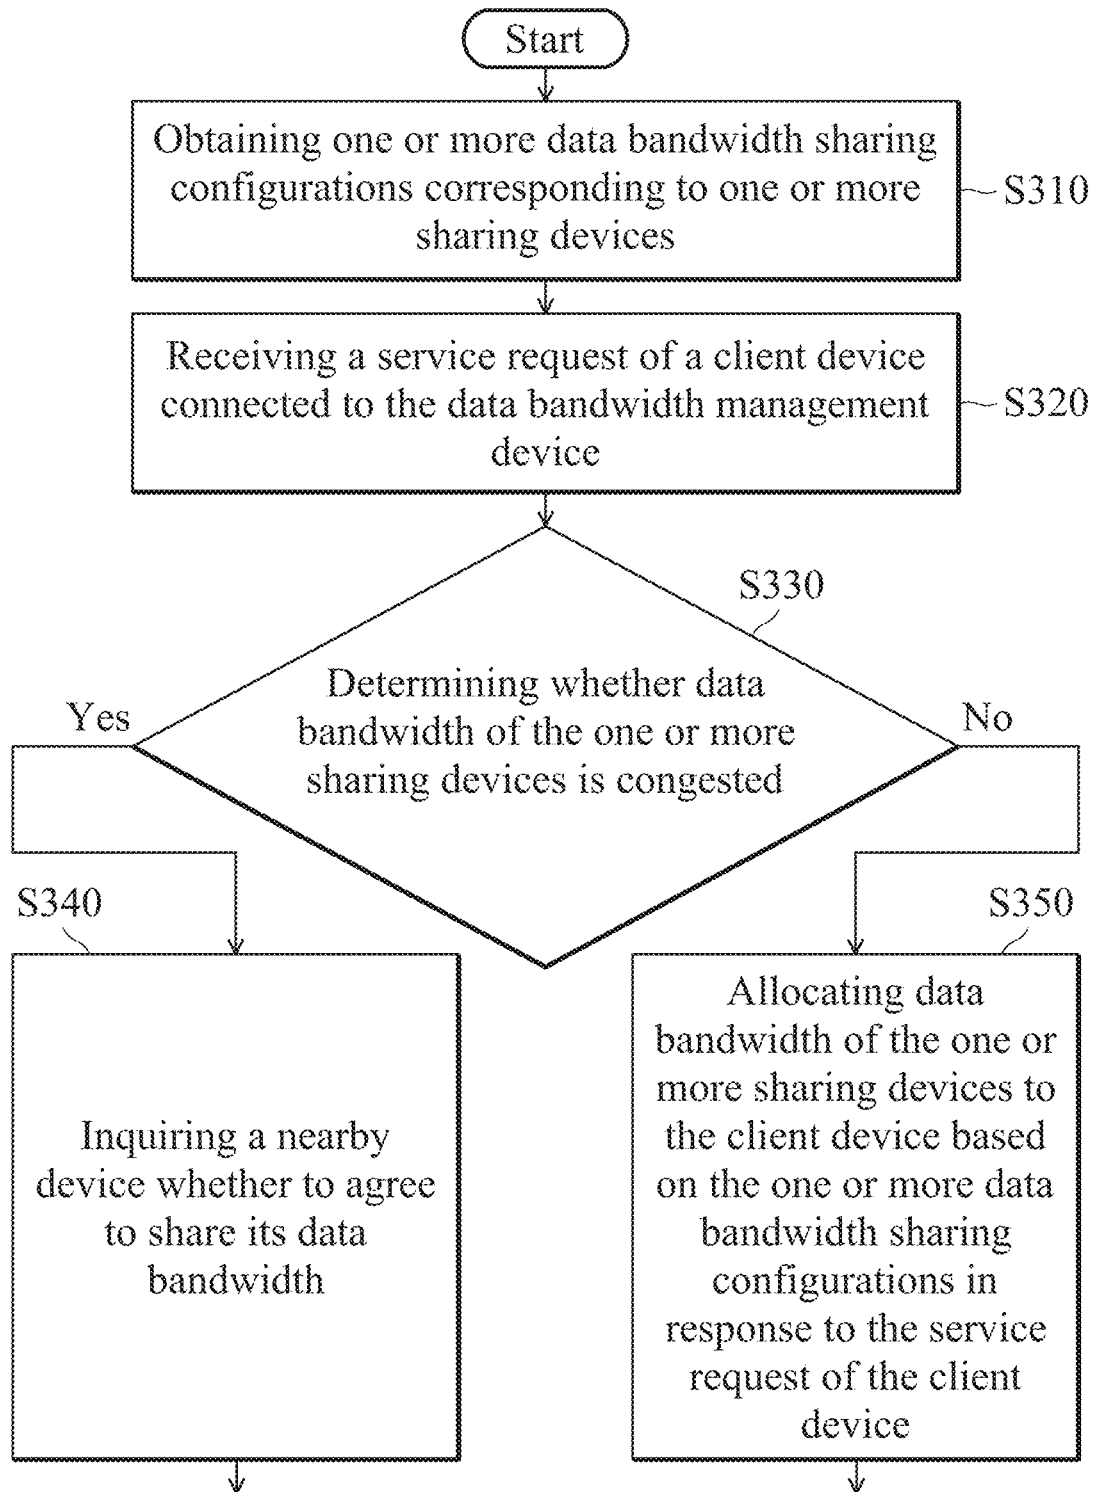 Start
Obtaining one or more data bandwidth sharing
configurations corresponding to one or more
sharing devices
S310
Receiving a service request of a client device
connected to the data bandwidth management
device
S320
S330
Determining whether data
bandwidth of the one or more
sharing devices is congested
Yes
No
S340
Inquiring a nearby
device whether to agree
to share its data
bandwidth
S350
Allocating data
bandwidth of the one or
more sharing devices to
the client device based
on the one or more data
bandwidth sharing
configurations in
response to the service
request of the client
device